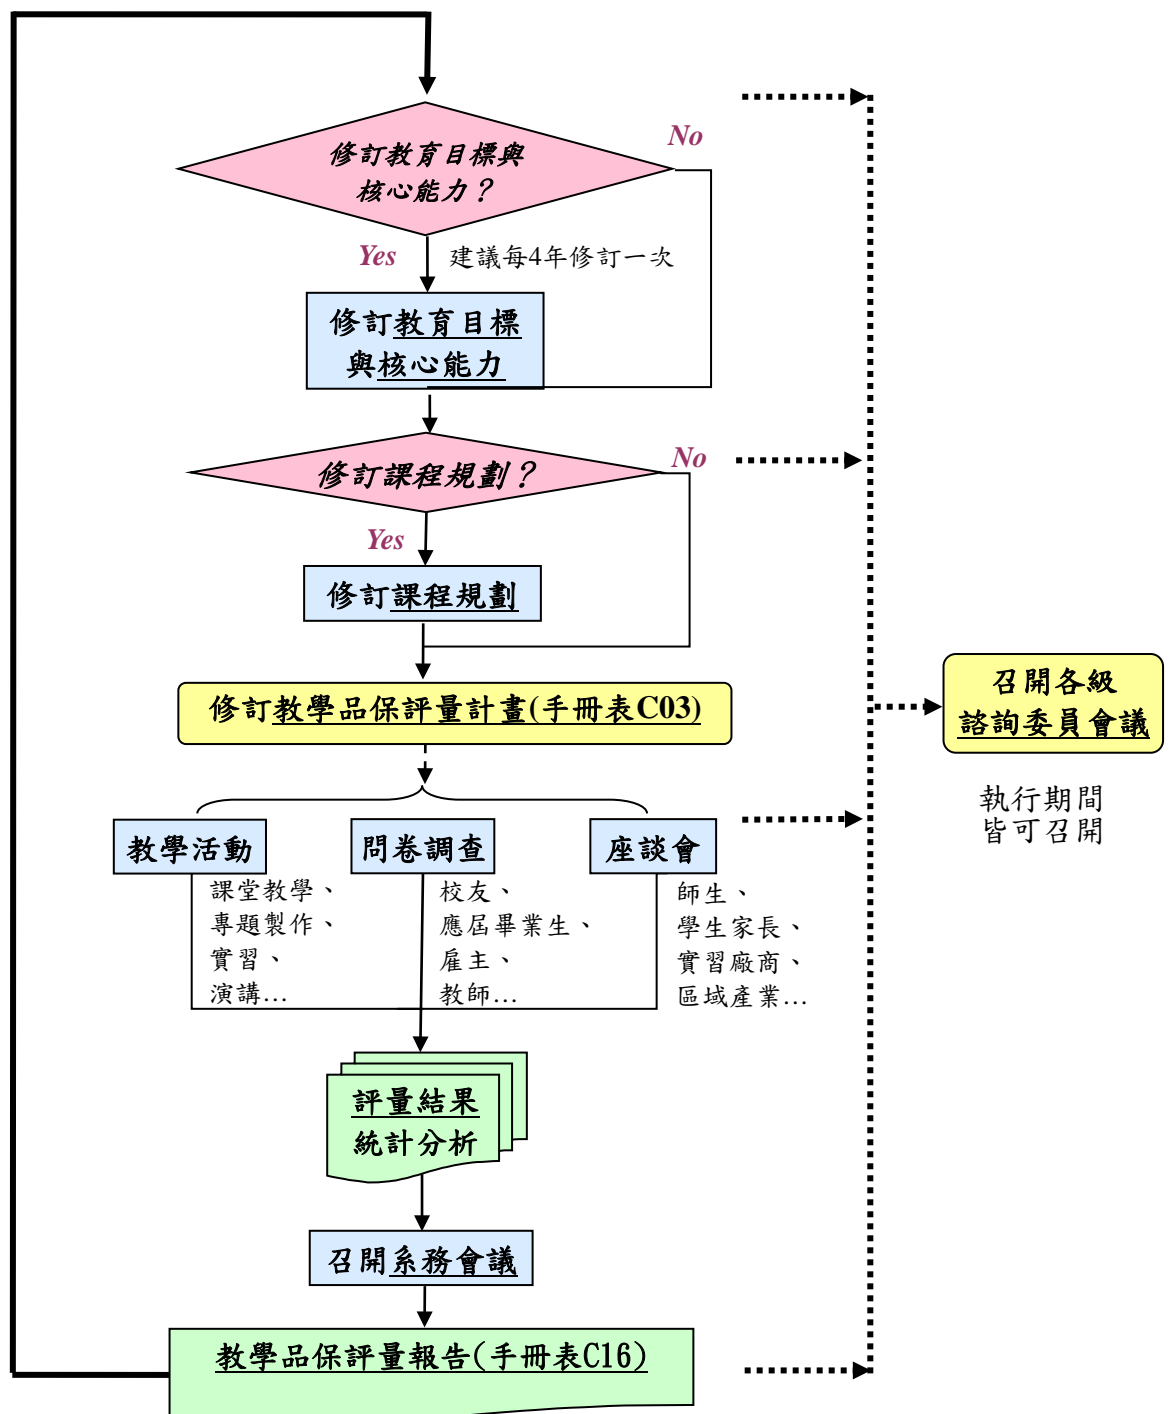 No
修訂教育目標與
核心能力？
Yes
建議每4年修訂一次
修訂教育目標
與核心能力
No
修訂課程規劃？
Yes
修訂課程規劃
修訂教學品保評量計畫(手冊表C03)
召開各級
諮詢委員會議
執行期間
皆可召開
教學活動
課堂教學、
專題製作、
實習、
演講…
問卷調查
校友、
應屆畢業生、
雇主、
教師…
座談會
師生、
學生家長、
實習廠商、
區域產業…
評量結果
統計分析
召開系務會議
教學品保評量報告(手冊表C16)